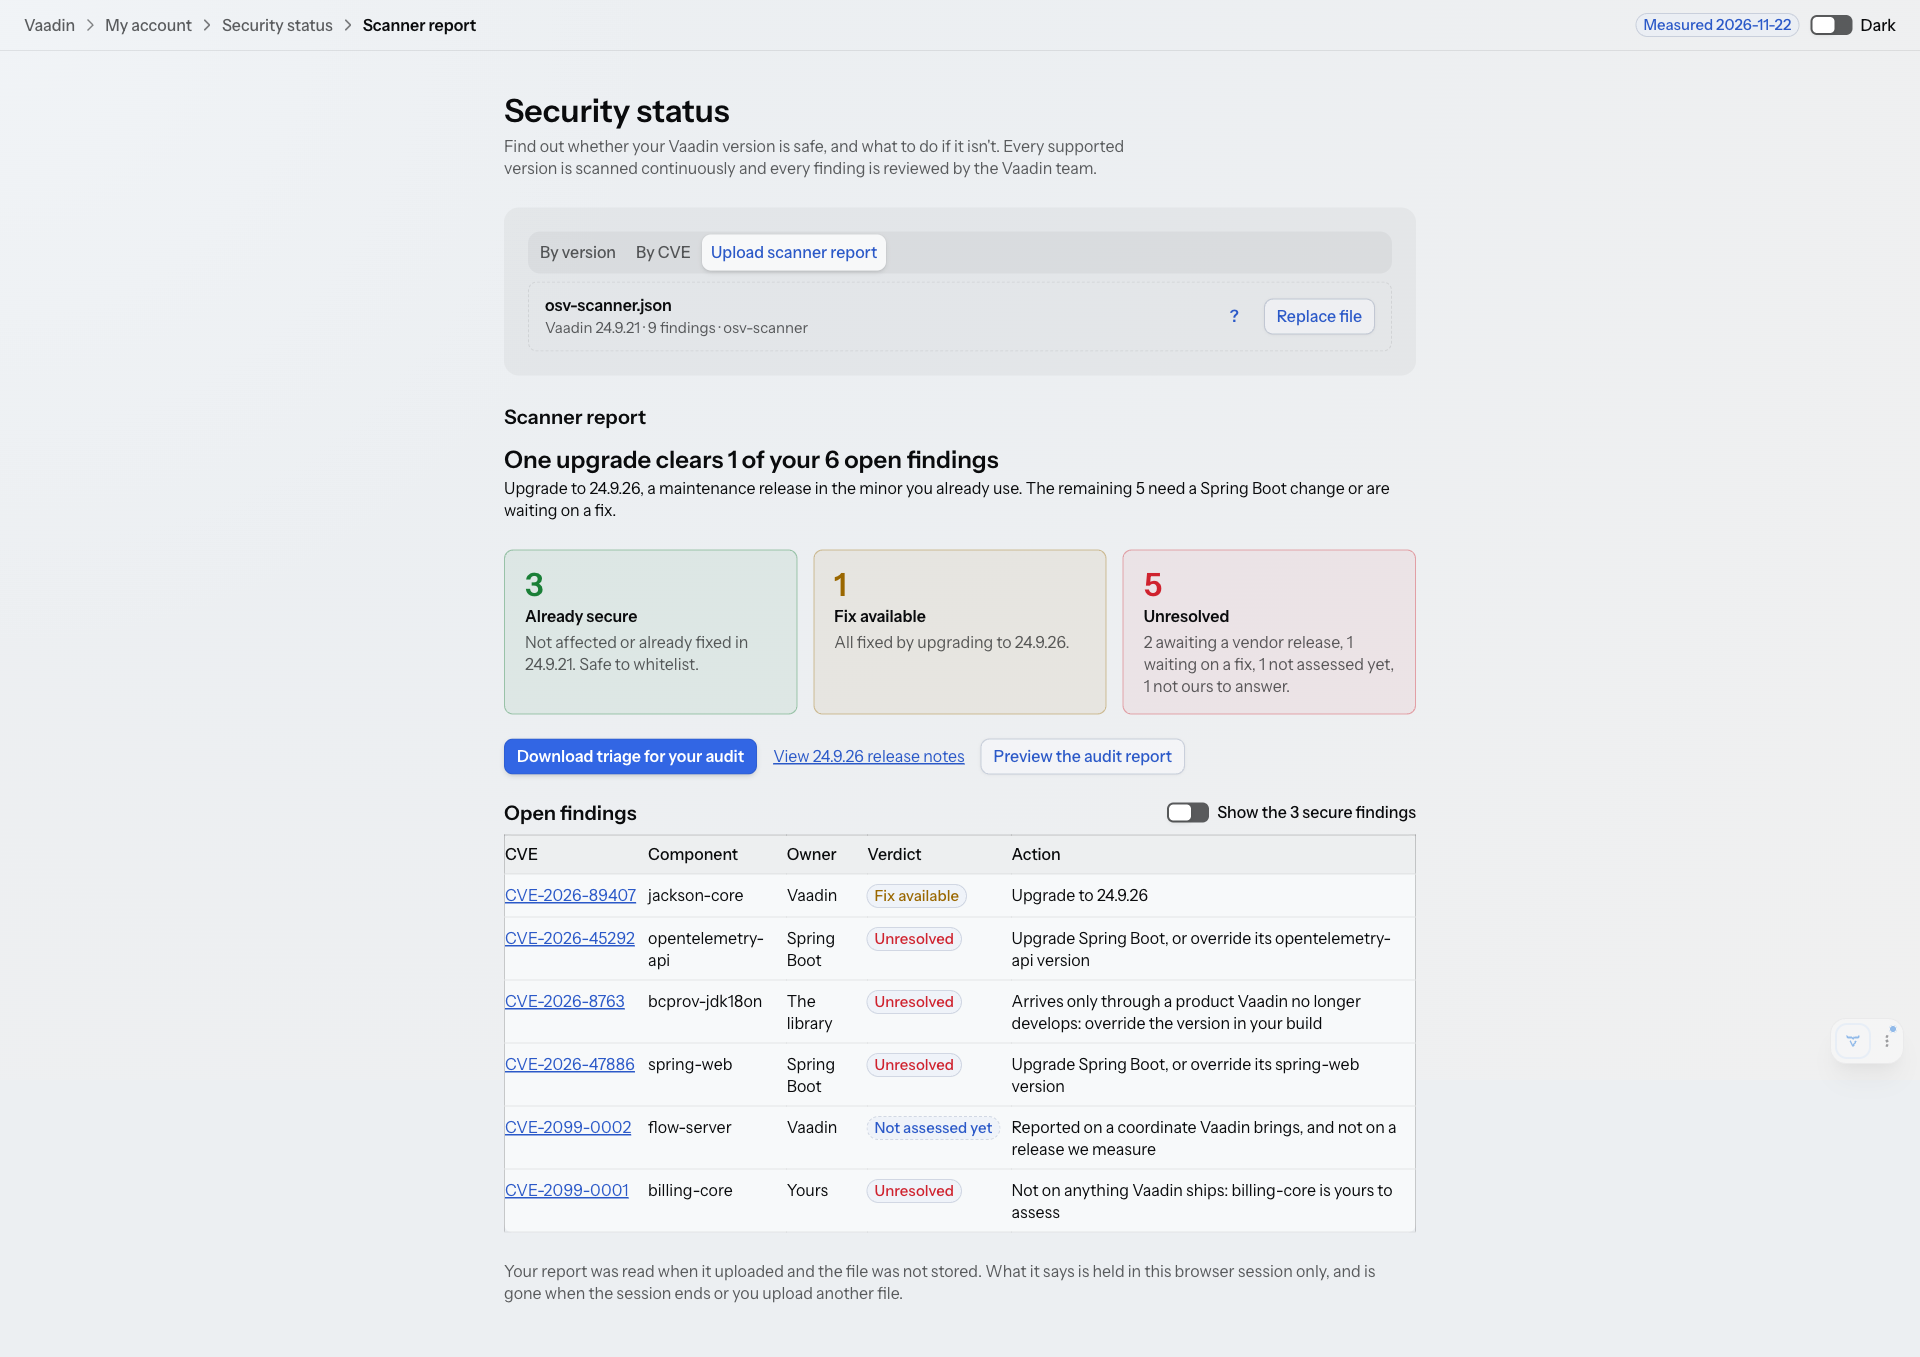 Vaadin > My account > Security status > Scanner report
Measured 2026-11-22
Dark
Security status
Find out whether your Vaadin version is safe, and what to do if it isn't. Every supported
version is scanned continuously and every finding is reviewed by the Vaadin team.
By version By CVE Upload scanner report
osv-scanner.json
Vaadin 24.9.21 · 9 findings · osv-scanner
? Replace file
Scanner report
One upgrade clears 1 of your 6 open findings
Upgrade to 24.9.26, a maintenance release in the minor you already use. The remaining 5 need a Spring Boot change or are
waiting on a fix.
3
Already secure
Not affected or already fixed in
24.9.21. Safe to whitelist.
1
Fix available
All fixed by upgrading to 24.9.26.
5
Unresolved
2 awaiting a vendor release, 1
waiting on a fix, 1 not assessed yet,
1 not ours to answer.
Download triage for your audit View 24.9.26 release notes Preview the audit report
Open findings
Show the 3 secure findings
CVE Component Owner Verdict Action
CVE-2026-89407 jackson-core Vaadin Fix available Upgrade to 24.9.26
CVE-2026-45292 opentelemetry- Spring Unresolved Upgrade Spring Boot, or override its opentelemetry-
api Boot api version
CVE-2026-8763 bcprov-jdk18on The Unresolved Arrives only through a product Vaadin no longer
library develops: override the version in your build
CVE-2026-47886 spring-web Spring Unresolved Upgrade Spring Boot, or override its spring-web
Boot version
CVE-2099-0002 flow-server Vaadin Not assessed yet Reported on a coordinate Vaadin brings, and not on a
release we measure
CVE-2099-0001 billing-core Yours Unresolved Not on anything Vaadin ships: billing-core is yours to
assess
Your report was read when it uploaded and the file was not stored. What it says is held in this browser session only, and is
gone when the session ends or you upload another file.